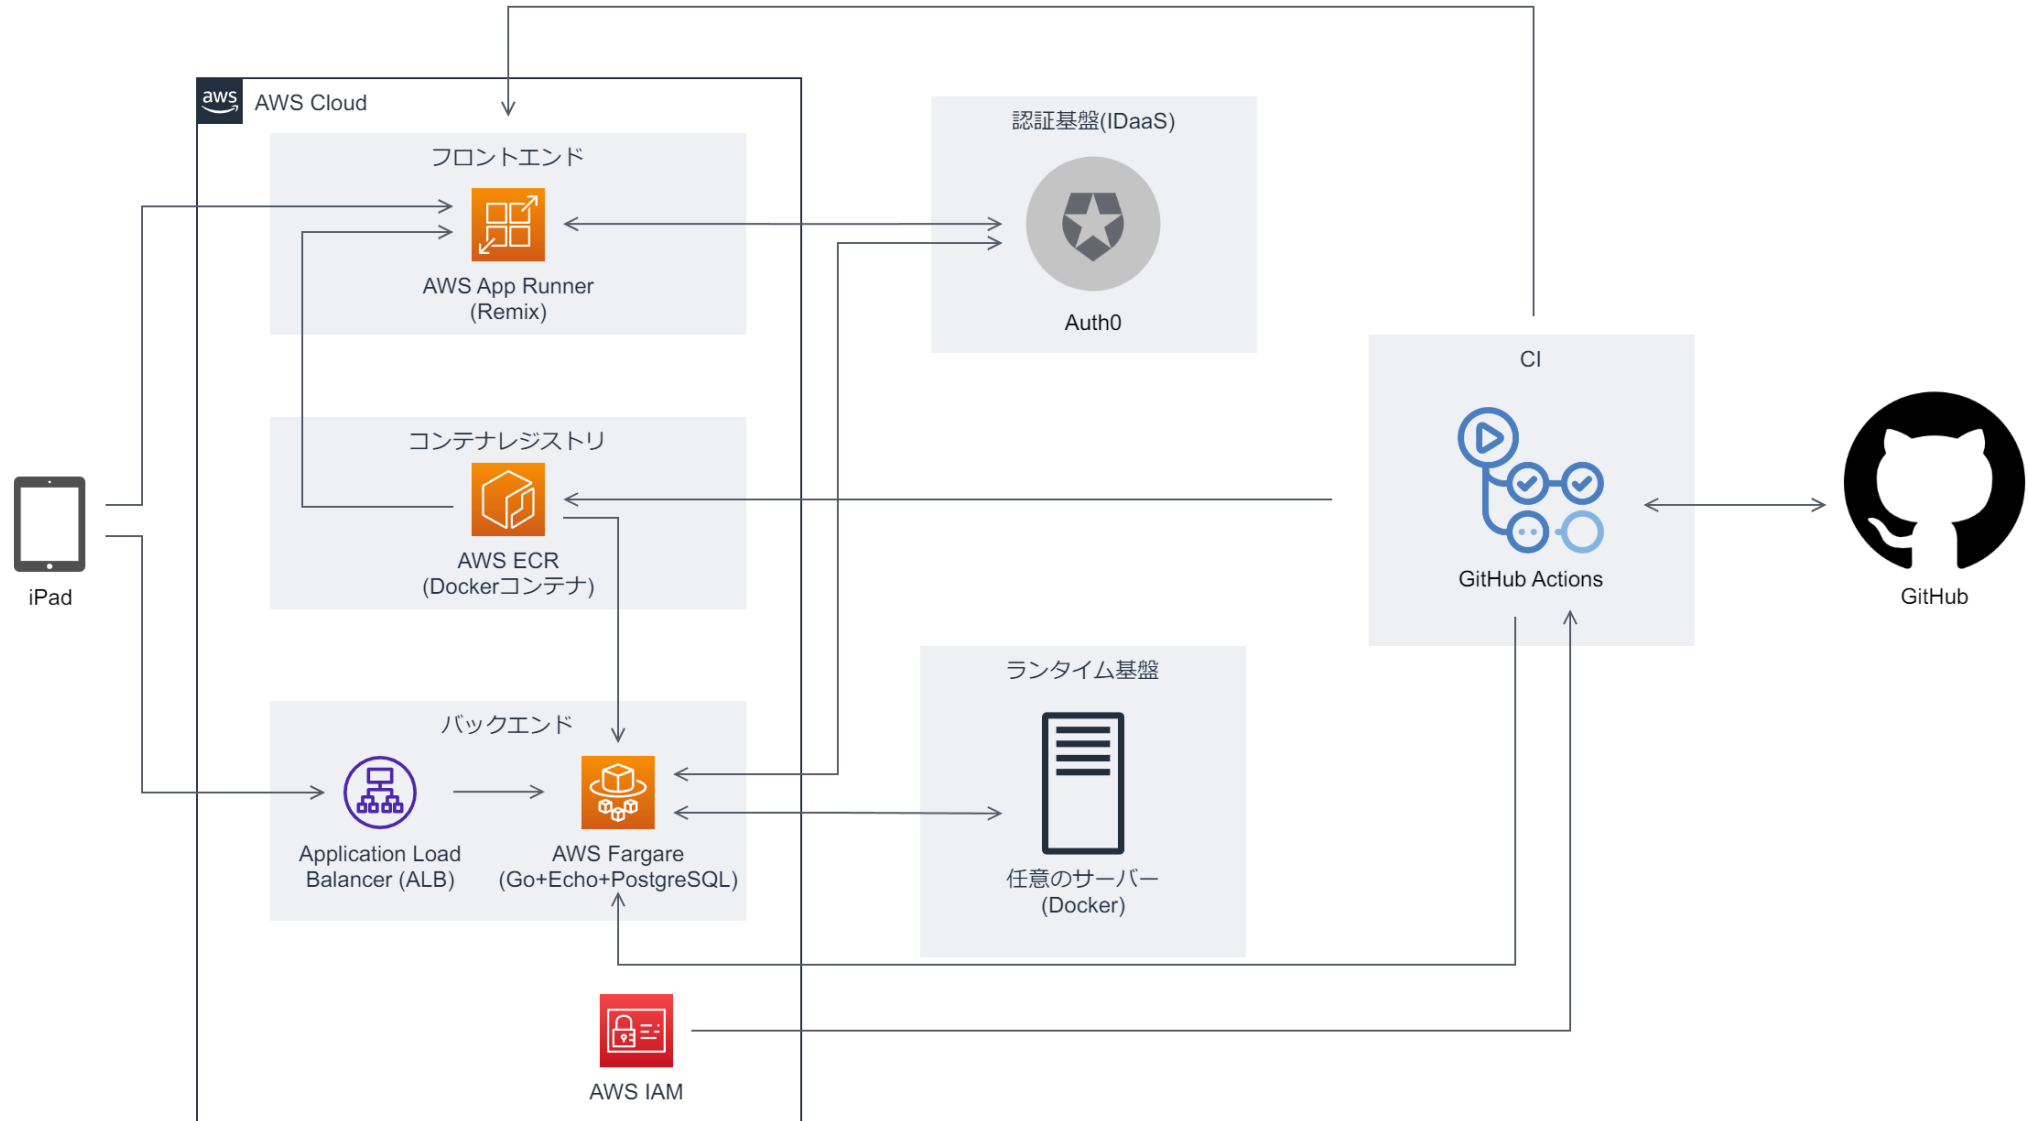 aws
AWS Cloud
フロントエンド
AWS App Runner
(Remix)
コンテナレジストリ
AWS ECR
(Dockerコンテナ)
バックエンド
Application Load
Balancer (ALB)
AWS Fargare
(Go+Echo+PostgreSQL)
AWS IAM
iPad
認証基盤(IDaaS)
Auth0
ランタイム基盤
任意のサーバー
(Docker)
CI
GitHub Actions
GitHub